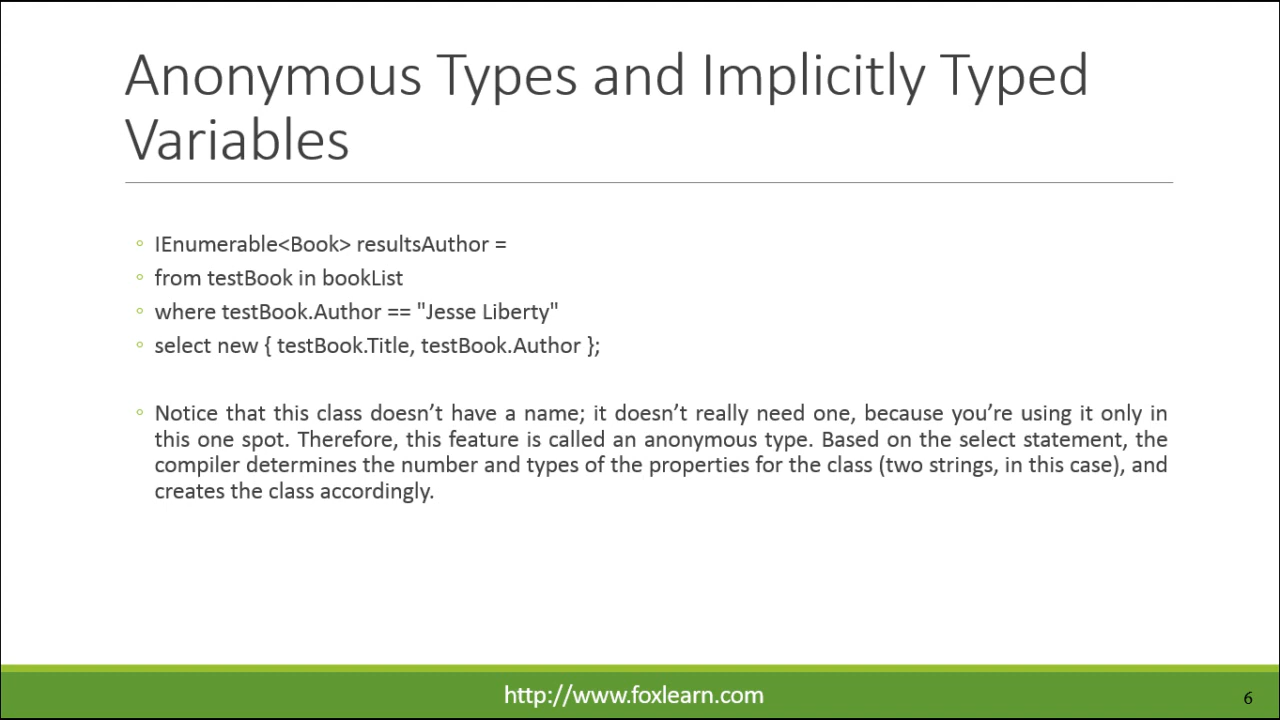 Anonymous Types and Implicitly Typed
Variables
◦ IEnumerable<Book> resultsAuthor =
◦ from testBook in bookList
◦ where testBook.Author == "Jesse Liberty"
◦ select new { testBook.Title, testBook.Author };
◦ Notice that this class doesn’t have a name; it doesn’t really need one, because you’re using it only in
this one spot. Therefore, this feature is called an anonymous type. Based on the select statement, the
compiler determines the number and types of the properties for the class (two strings, in this case), and
creates the class accordingly.
http://www.foxlearn.com
6